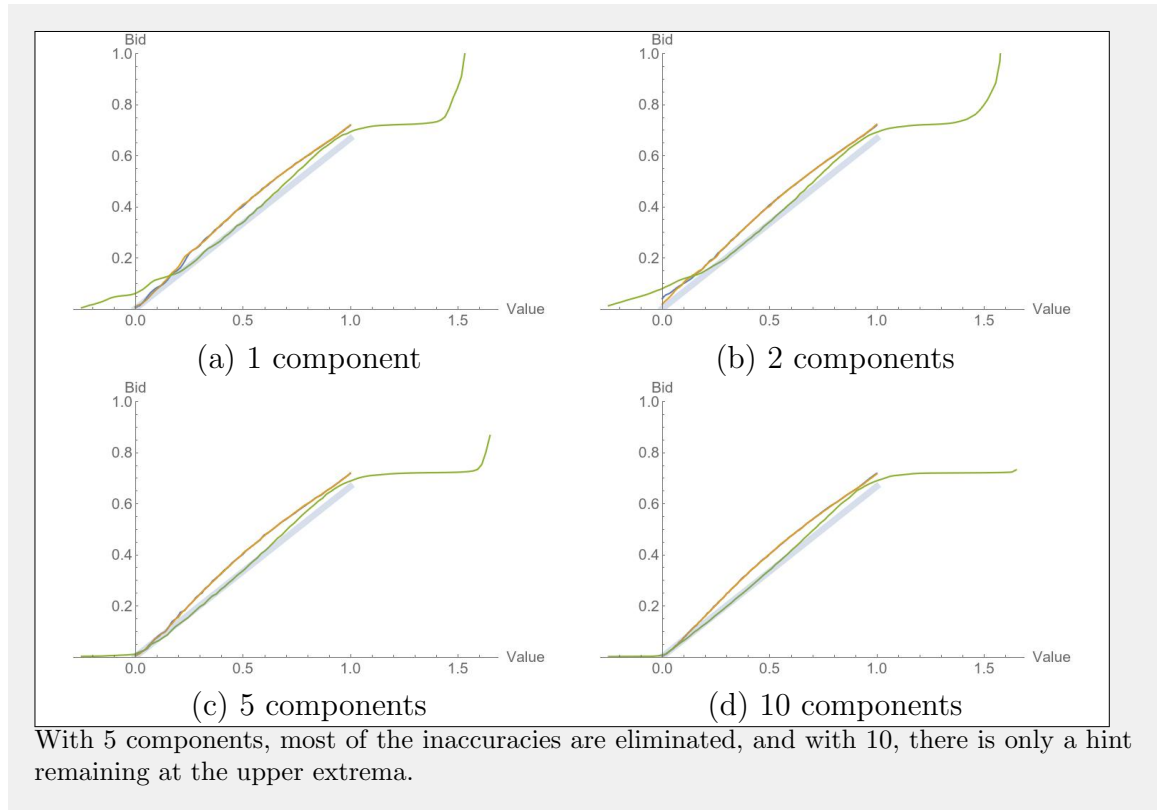 Bid
1.0
0.8
0.6
0.4
0.2
0.0 0.5 1.0 1.5 Value
(a) 1 component
Bid
1.0
0.8
0.6
0.4
0.2
0.0 0.5 1.0 1.5 Value
(b) 2 components
Bid
1.0
0.8
0.6
0.4
0.2
0.0 0.5 1.0 1.5 Value
(c) 5 components
Bid
1.0
0.8
0.6
0.4
0.2
0.0 0.5 1.0 1.5 Value
(d) 10 components
With 5 components, most of the inaccuracies are eliminated, and with 10, there is only a hint
remaining at the upper extrema.